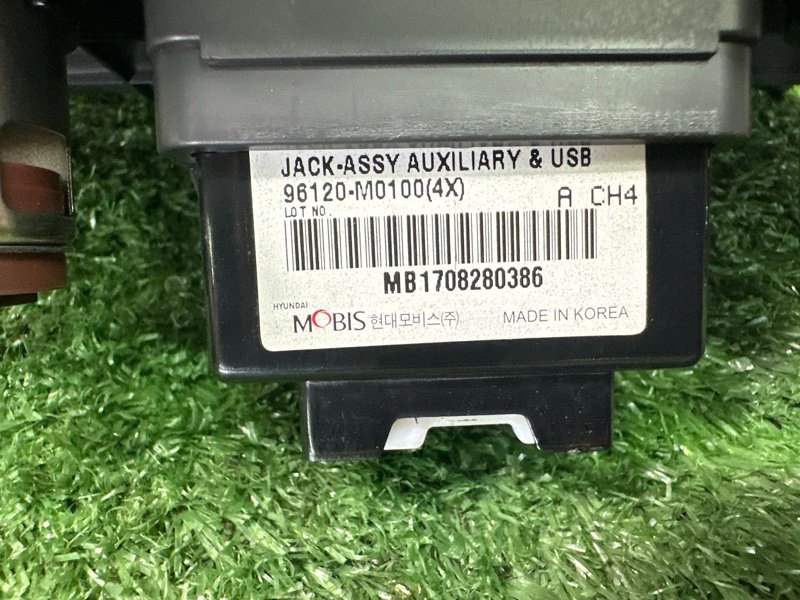 JACK-ASSY AUXILIARY & USB
96120-M0100(4X)
A CH4
LOT NO.
MB1708280386
HYUNDAI
MOBIS 현대모비스(주) MADE IN KOREA